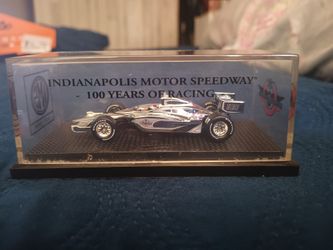 INDIANAPOLIS MOTOR SPEEDWAY
- 100 YEARS OF RACING